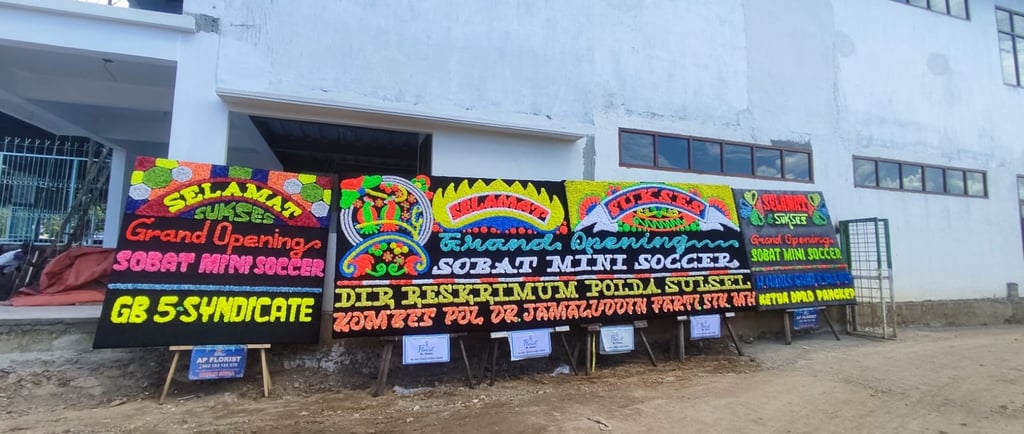 SELAMAT
SUKSES
Grand Opening
SOBAT MINI SOCCER
GB 5-SYNDICATE
AP FLORIST
SELAMAT
SUKSES
Grand Opening
SOBAT MINI SOCCER
DIR RESKRIMUM POLDA SULSEL
KOMBES POL DR. JAMALUDDIN FARTI
Florist
Florist
SELAMAT
SUKSES
Grand Opening
SOBAT MINI SOCCER
KETUA DPRD PANGKEP